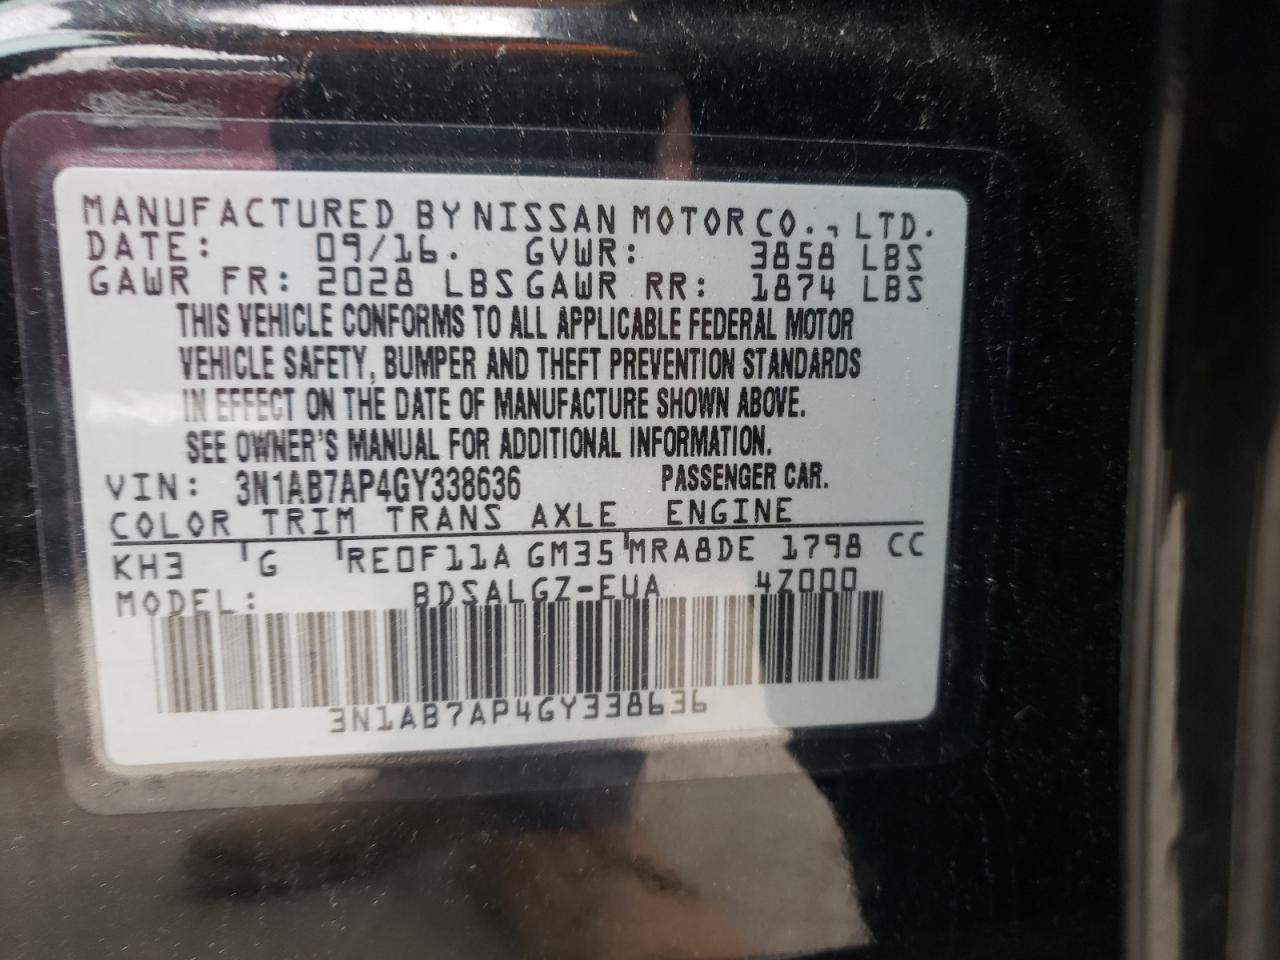 MANUFACTURED BY NISSAN MOTOR CO., LTD.
DATE: 09/16. GVWR: 3858 LBS
GAWR FR: 2028 LBS GAWR RR: 1874 LBS
THIS VEHICLE CONFORMS TO ALL APPLICABLE FEDERAL MOTOR
VEHICLE SAFETY, BUMPER AND THEFT PREVENTION STANDARDS
IN EFFECT ON THE DATE OF MANUFACTURE SHOWN ABOVE.
SEE OWNER'S MANUAL FOR ADDITIONAL INFORMATION.
VIN: 3N1AB7AP4GY338636 PASSENGER CAR.
COLOR TRIM TRANS AXLE ENGINE
KH3 G RE0F11A GM35 MRA8DE 1798 CC
MODEL: BDSALGZ-EUA 4Z000
3N1AB7AP4GY338636